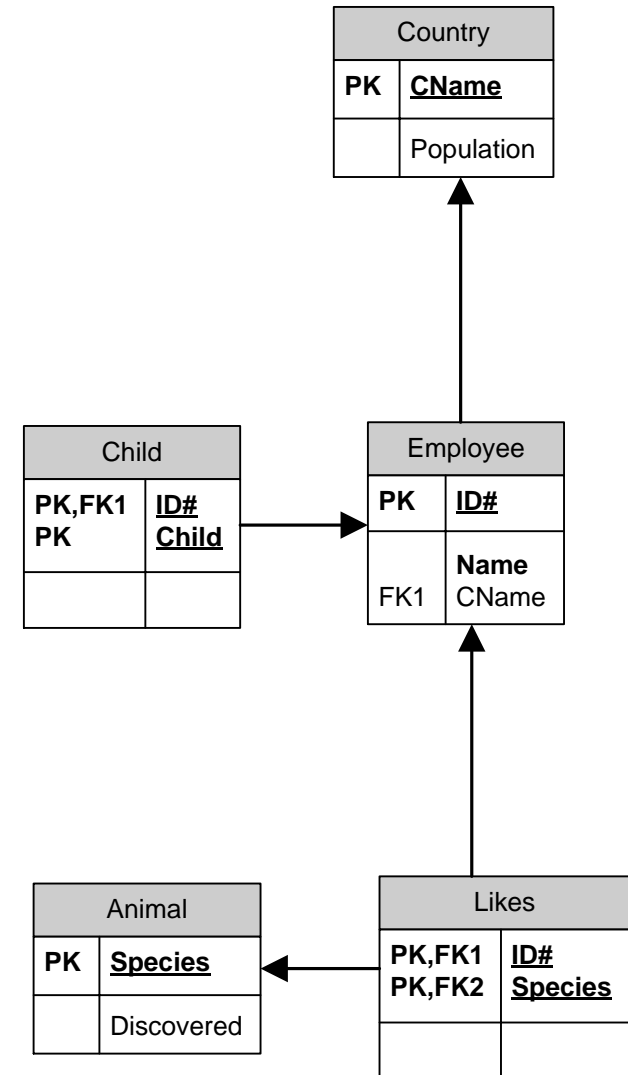 Country
PK CName
Population
Child
PK,FK1 ID#
PK Child
Employee
PK ID#
Name
FK1 CName
Animal
PK Species
Discovered
Likes
PK,FK1 ID#
PK,FK2 Species